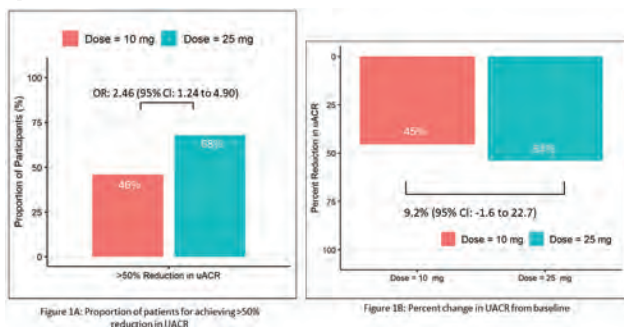 Dose = 10 mg Dose = 25 mg
Proportion of Participants (%)
100
75
50
25
0
OR: 2.46 (95% CI: 1.24 to 4.90)
46%
68%
>50% Reduction in uACR
Figure 1A: Proportion of patients for achieving >50%
reduction in UACR
Percent Reduction in uACR
0
25
50
75
100
45%
9.2% (95% CI: -1.6 to 22.7)
Dose = 10 mg Dose = 25 mg
Dose = 10 mg
Dose = 25 mg
Figure 1B: Percent change in UACR from baseline